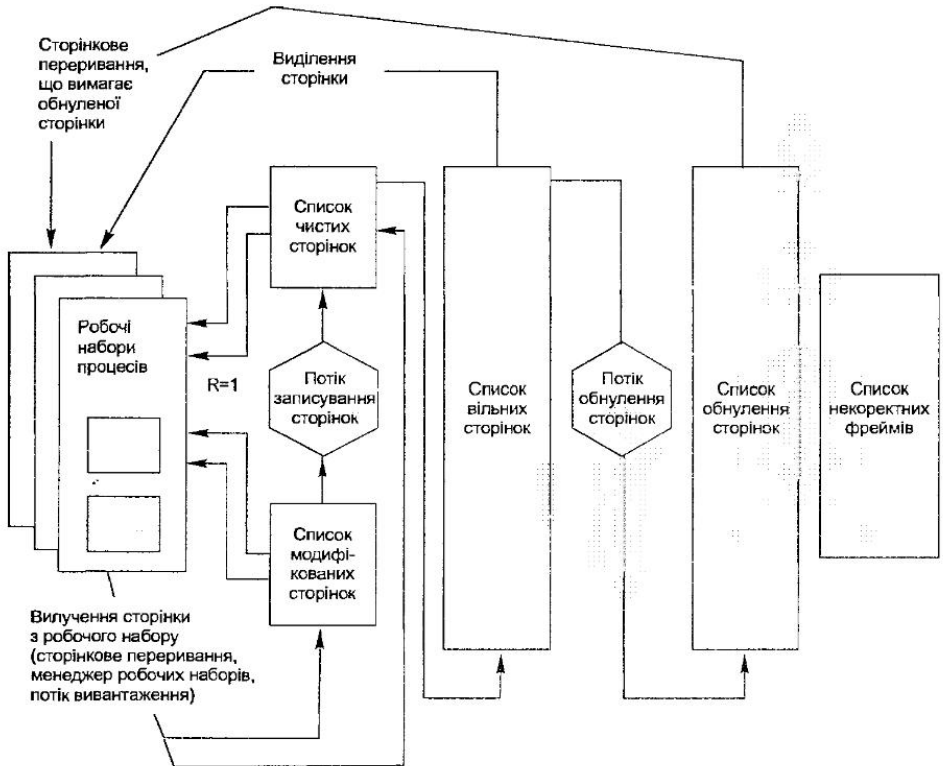 Сторінкове
переривання,
що вимагає
обнуленої
сторінки
Виділення
сторінки
Список
чистих
сторінок
Робочі
набори
процесів
R=1
Потік
записування
сторінок
Список
вільних
сторінок
Потік
обнулення
сторінок
Список
обнулення
сторінок
Список
некоректних
фреймів
Список
модифі-
кованих
сторінок
Вилучення сторінки
з робочого набору
(сторінкове переривання,
менеджер робочих наборів,
потік вивантаження)